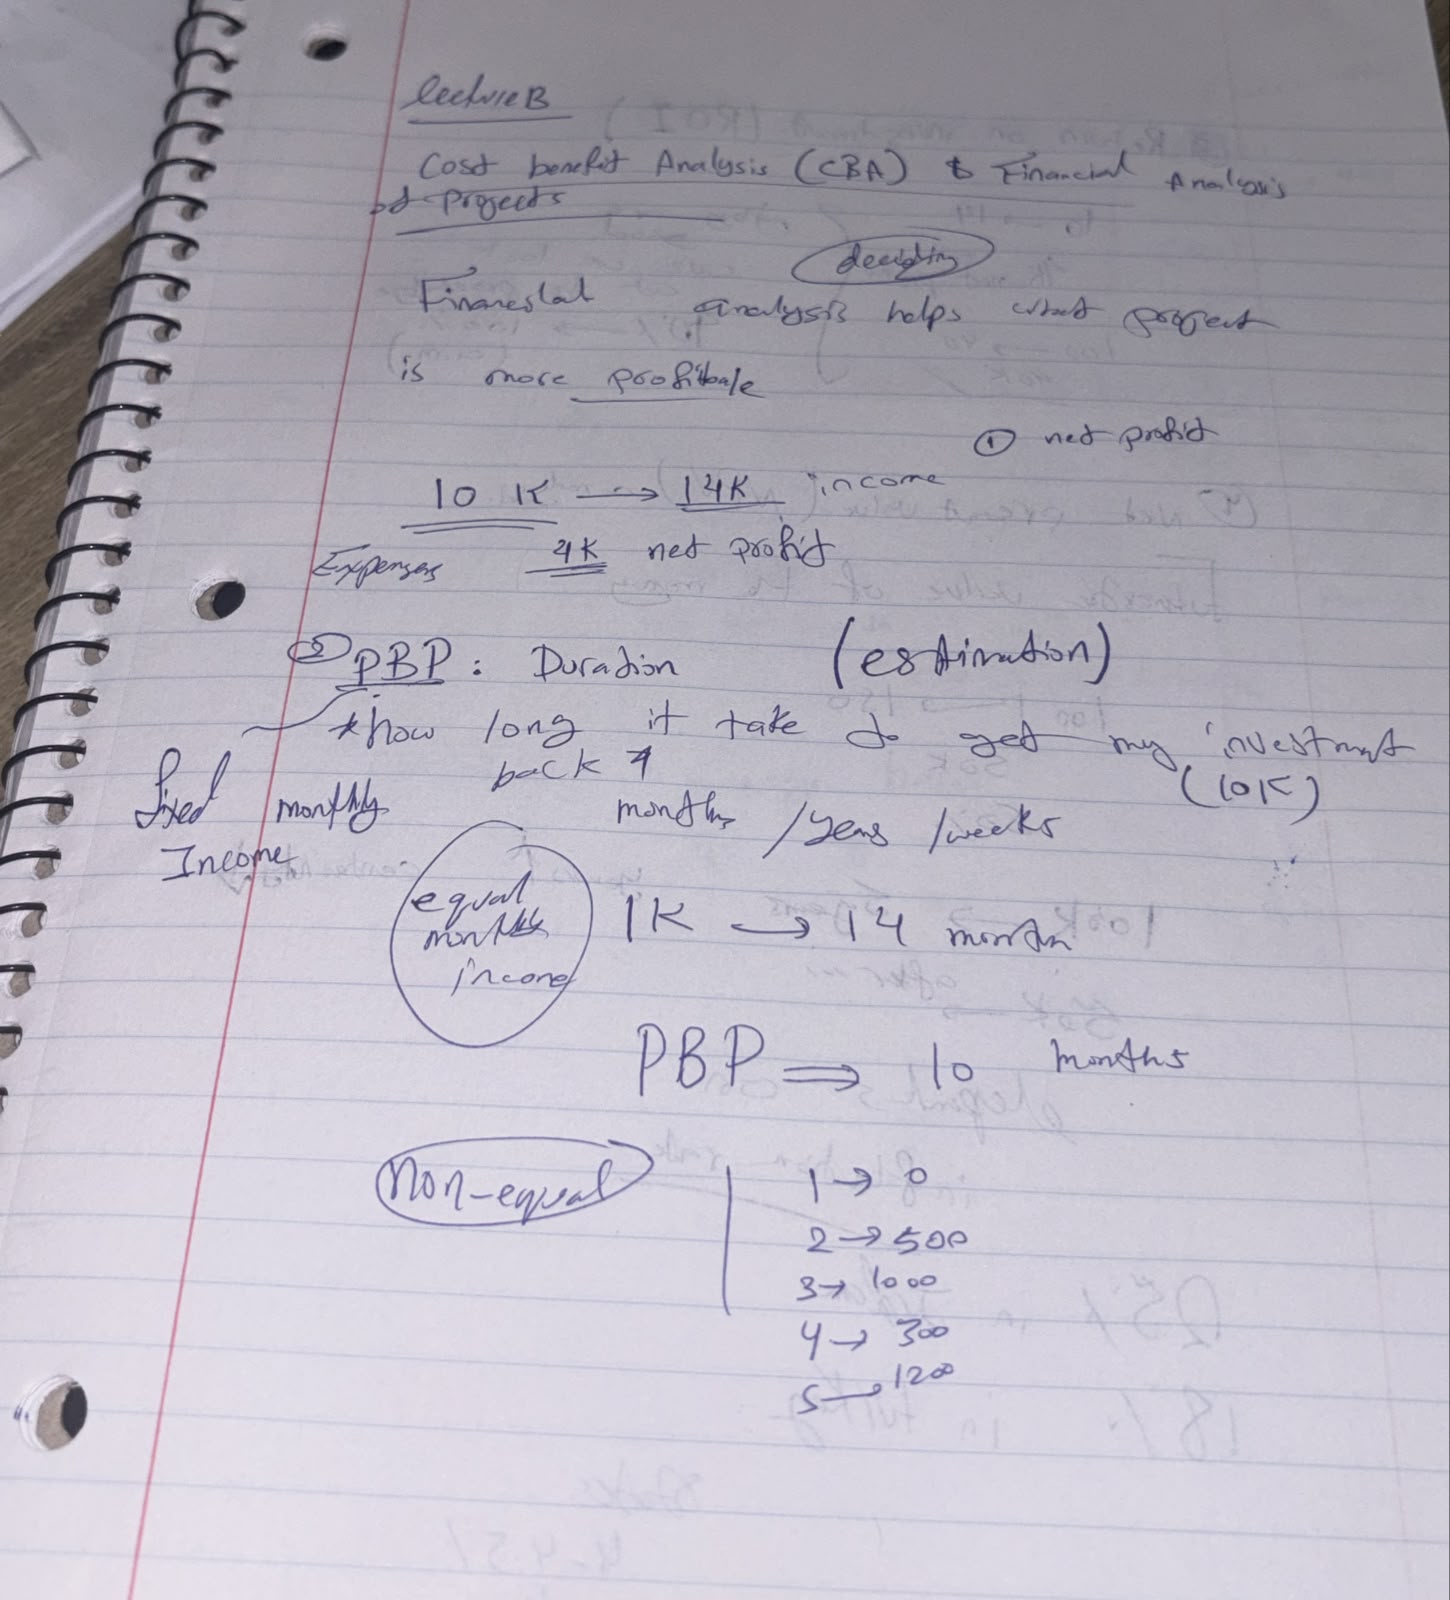 lecture B
Cost benefit Analysis (CBA) & Financial Analysis
of Projects
deciding
Financial analysis helps what project
is more profitbale
① net profit
10 K → 14K income
Expenses 4K net profit
② PBP : Duration (estimation)
*how long it take to get my investment
back ? (10K)
fixed monthly months /years /weeks
Income
equal
monthly
income
1K → 14 months
PBP ⇒ 10 months
non-equal
1 → 0
2 → 500
3 → 1000
4 → 300
5 → 1200